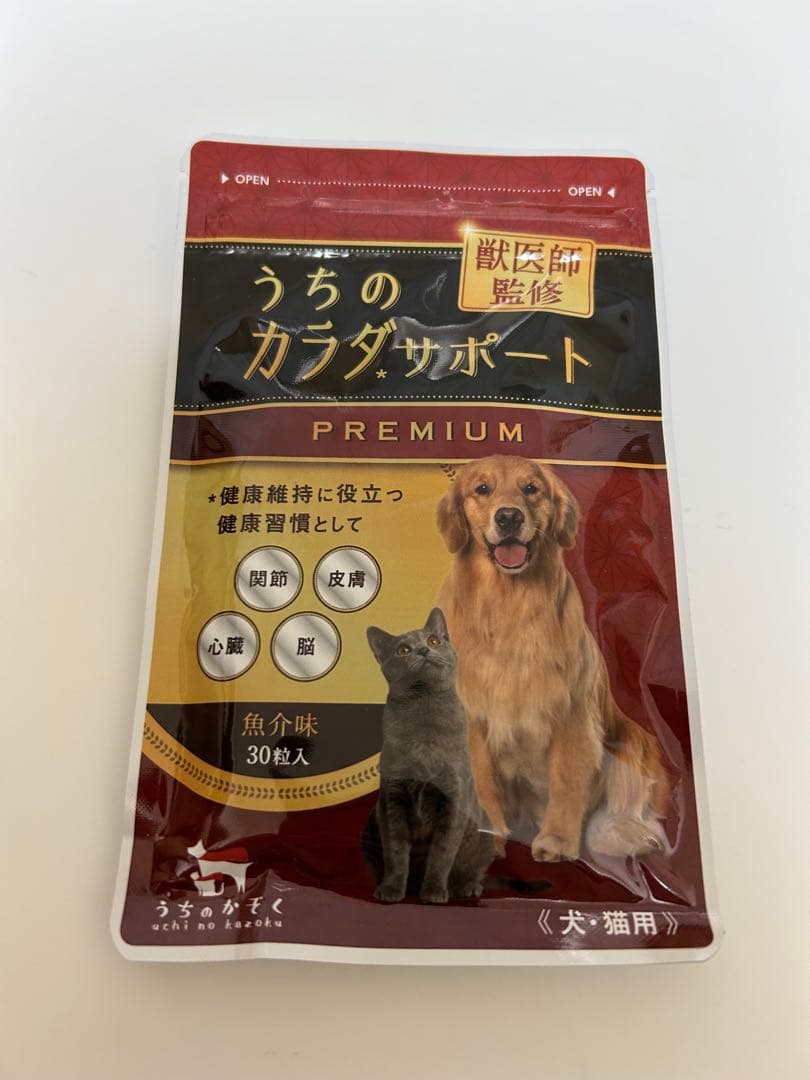 OPEN
OPEN
獣医師
監修
うちの
カラダ*サポート
PREMIUM
*健康維持に役立つ
健康習慣として
関節
皮膚
心臓
脳
魚介味
30粒入
うちのかぞく
uchi no kazoku
《犬・猫用》